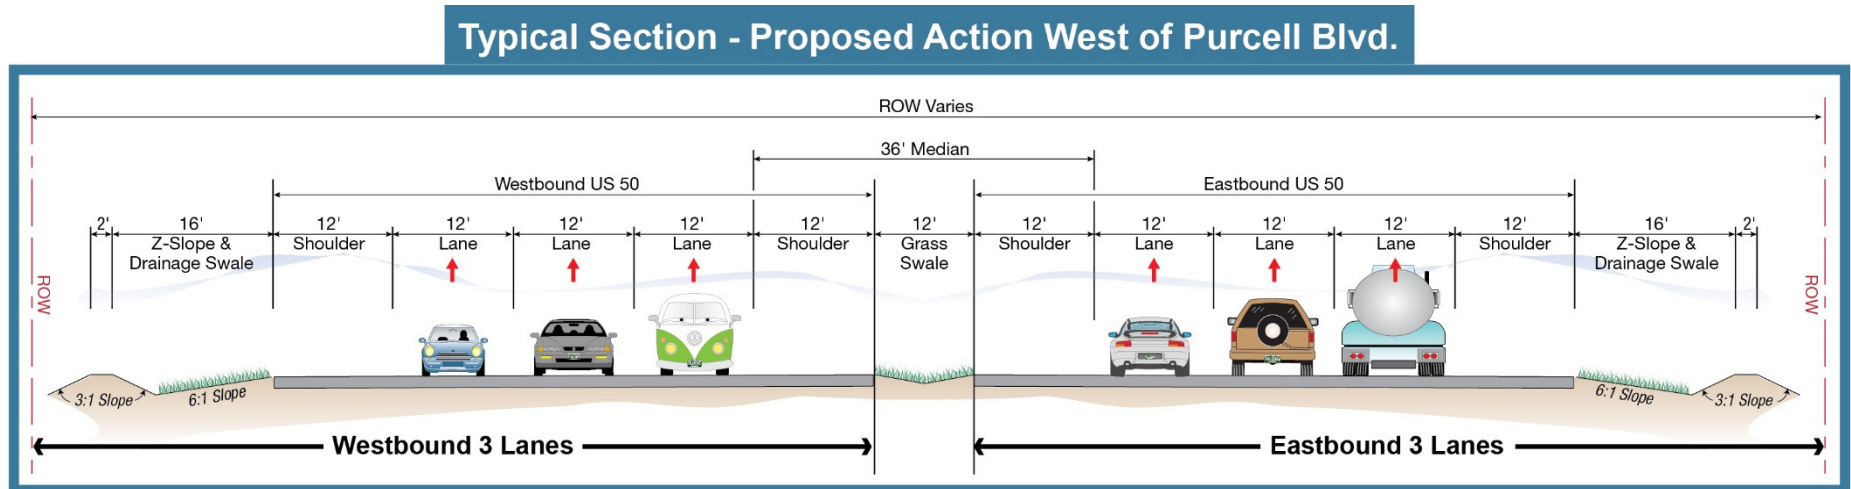 Typical Section - Proposed Action West of Purcell Blvd.
ROW Varies
36' Median
Westbound US 50
Eastbound US 50
2'
16'
12'
12'
12'
12'
12'
12'
12'
12'
12'
12'
12'
16'
2'
Z-Slope &
Drainage Swale
Shoulder
Lane
Lane
Lane
Shoulder
Grass
Swale
Shoulder
Lane
Lane
Lane
Shoulder
Z-Slope &
Drainage Swale
ROW
ROW
3:1 Slope
6:1 Slope
6:1 Slope
3:1 Slope
Westbound 3 Lanes
Eastbound 3 Lanes